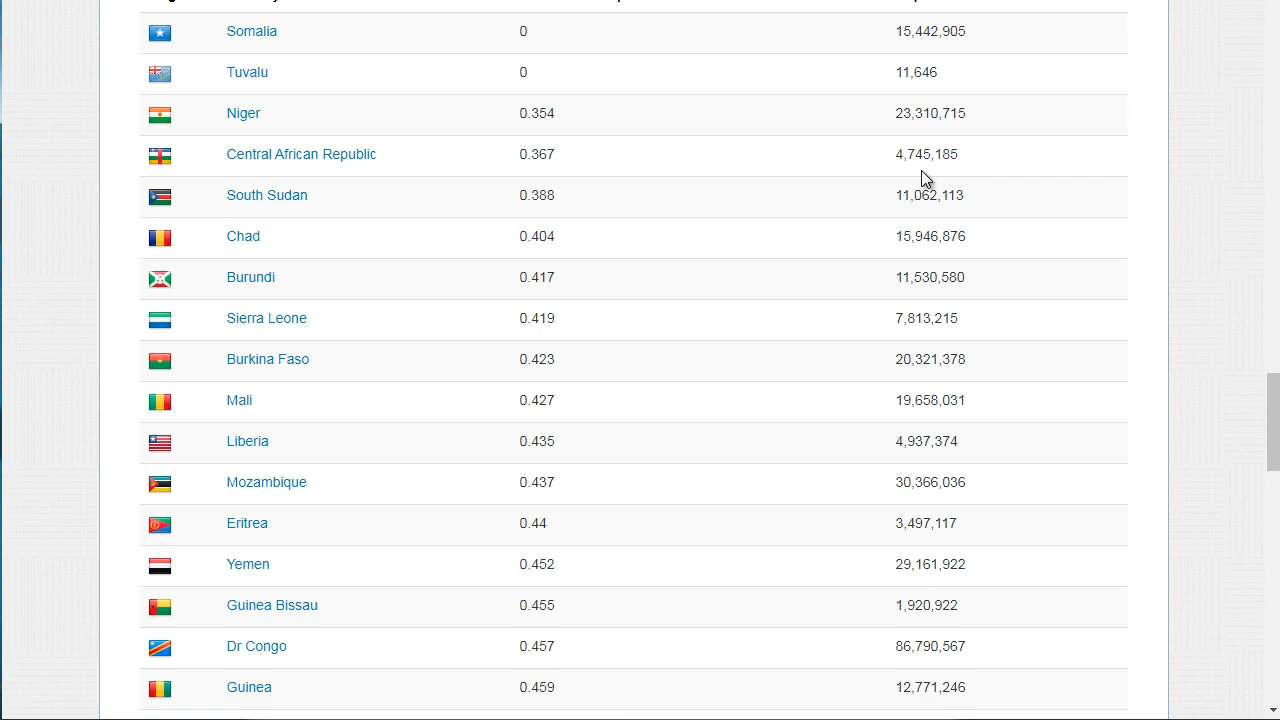 Somalia 0 15,442,905
Tuvalu 0 11,646
Niger 0.354 23,310,715
Central African Republic 0.367 4,745,185
South Sudan 0.388 11,062,113
Chad 0.404 15,946,876
Burundi 0.417 11,530,580
Sierra Leone 0.419 7,813,215
Burkina Faso 0.423 20,321,378
Mali 0.427 19,658,031
Liberia 0.435 4,937,374
Mozambique 0.437 30,366,036
Eritrea 0.44 3,497,117
Yemen 0.452 29,161,922
Guinea Bissau 0.455 1,920,922
Dr Congo 0.457 86,790,567
Guinea 0.459 12,771,246